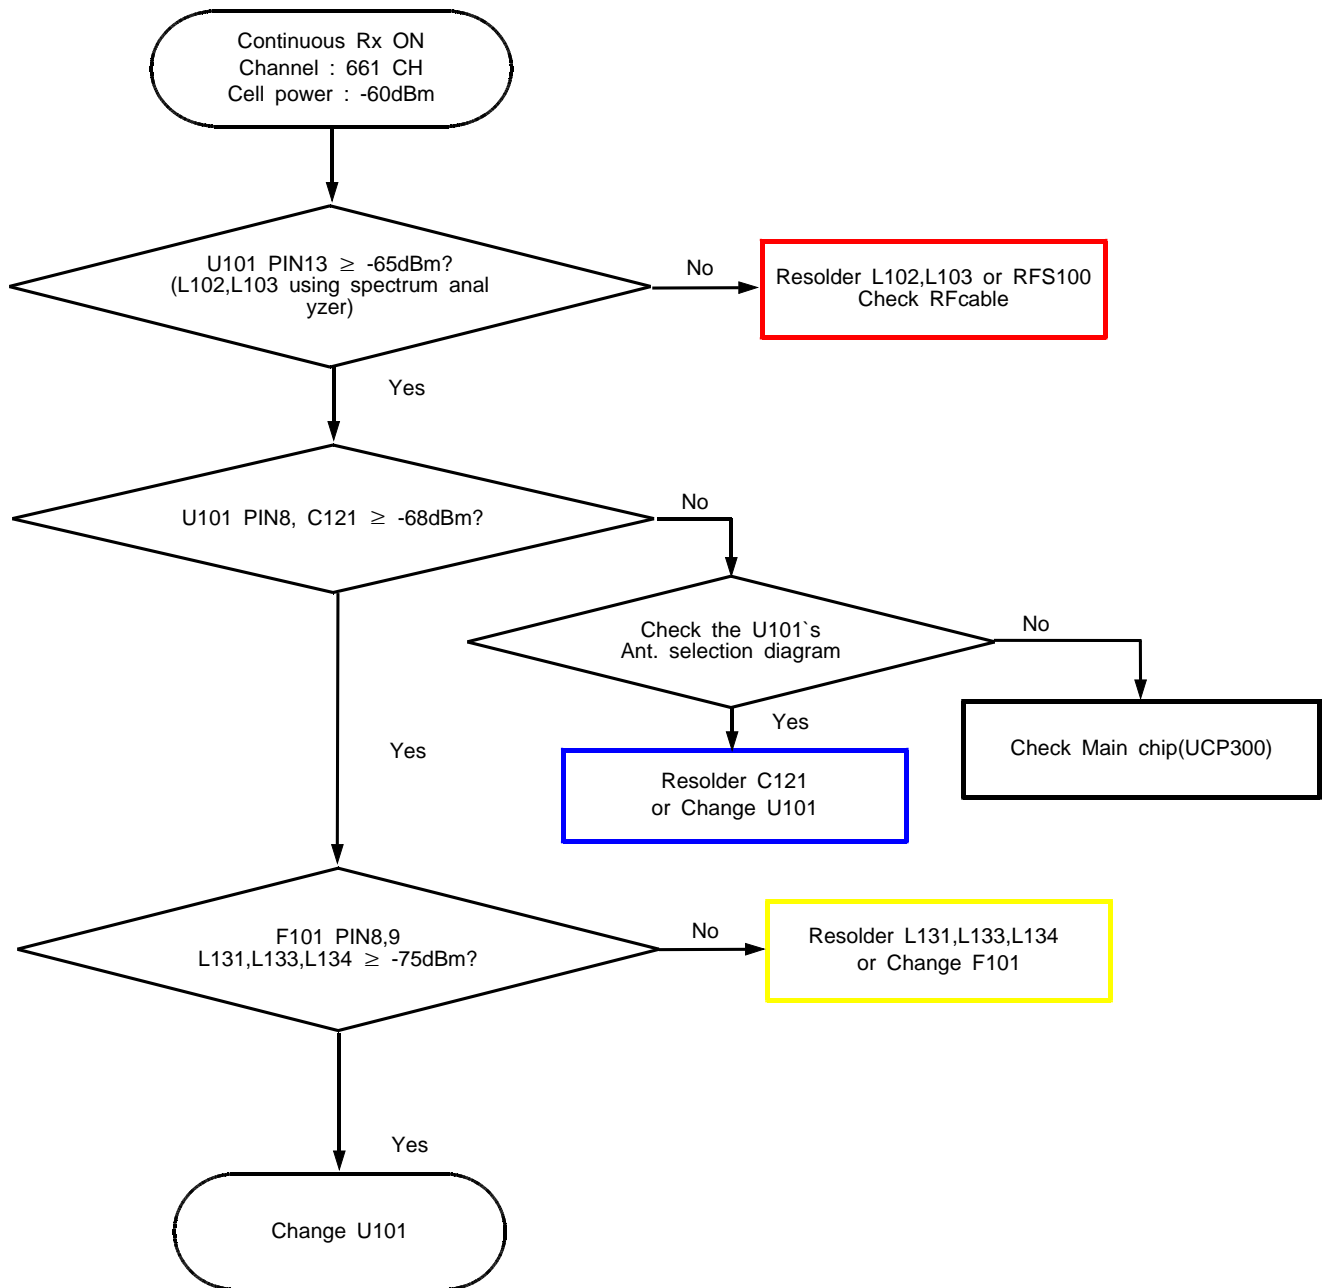 Continuous Rx ON
Channel : 661 CH
Cell power : -60dBm
U101 PIN13 ≥ -65dBm?
(L102,L103 using spectrum anal
yzer)
No
Resolder L102,L103 or RFS100
Check RFcable
Yes
U101 PIN8, C121 ≥ -68dBm?
No
Check the U101`s
Ant. selection diagram
No
Yes
Check Main chip(UCP300)
Yes
Resolder C121
or Change U101
F101 PIN8,9
L131,L133,L134 ≥ -75dBm?
No
Resolder L131,L133,L134
or Change F101
Yes
Change U101